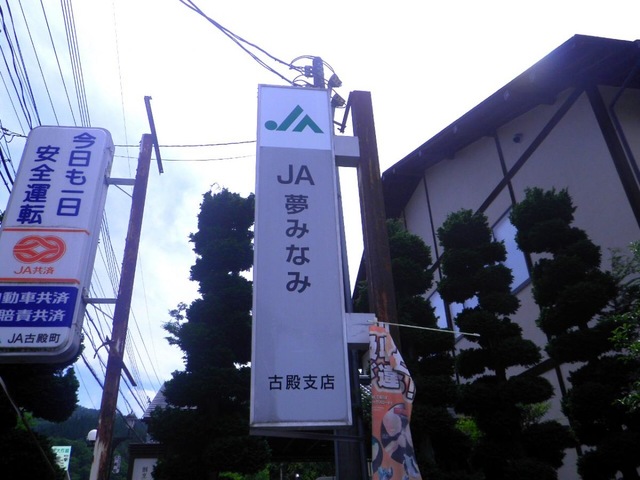 今日も一日
安全運転
JA共済
自動車共済
賠責共済
JA古殿町
JA
夢みなみ
古殿支店